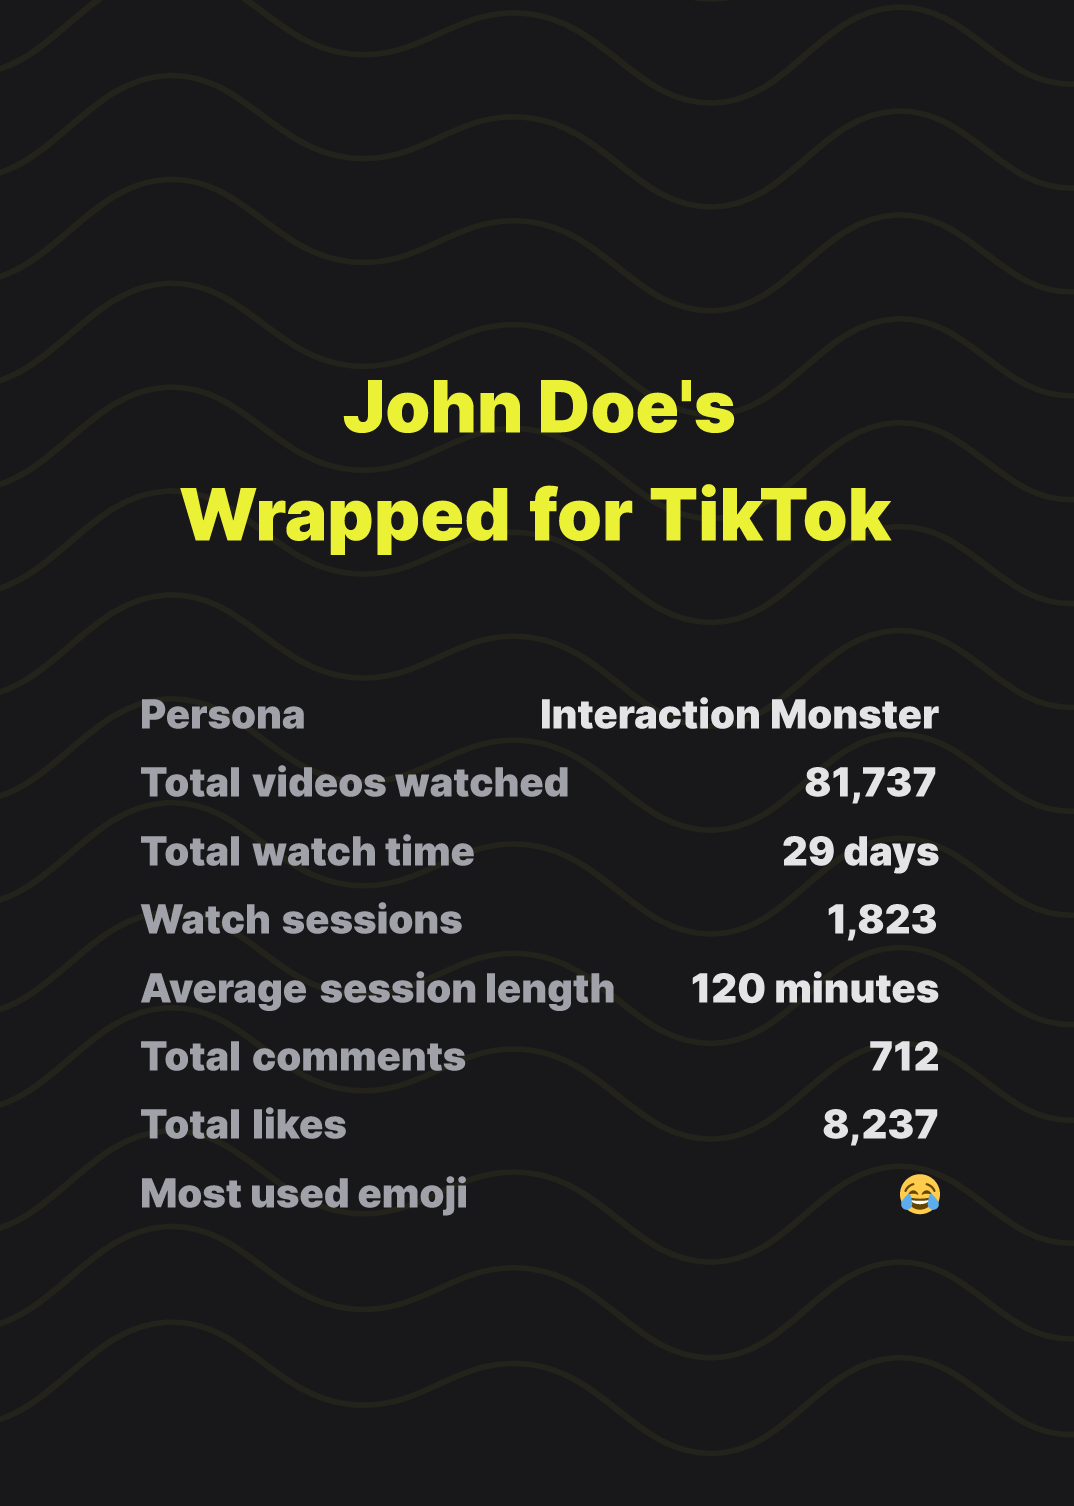 John Doe's
Wrapped for TikTok
Persona Interaction Monster
Total videos watched 81,737
Total watch time 29 days
Watch sessions 1,823
Average session length 120 minutes
Total comments 712
Total likes 8,237
Most used emoji 😂